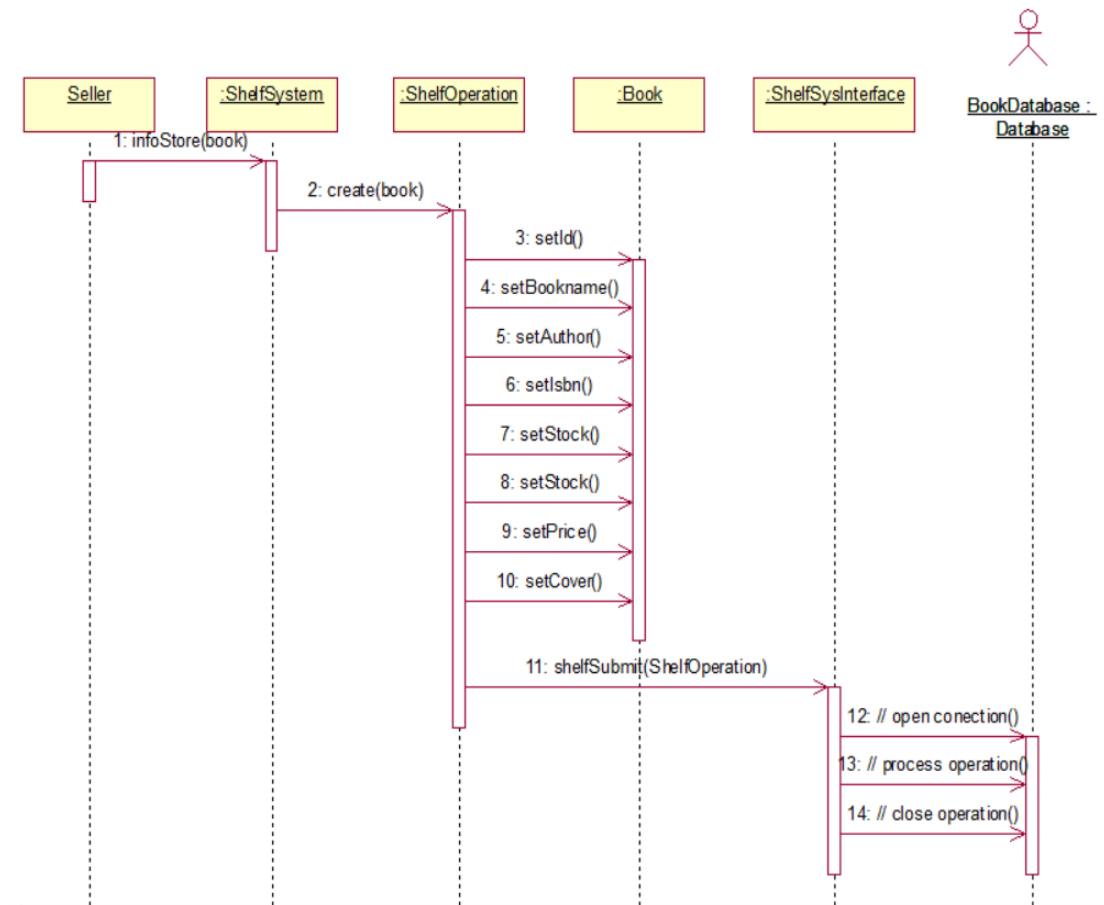 Seller
:ShelfSystem
:ShelfOperation
:Book
:ShelfSysInterface
BookDatabase :
Database
1: infoStore(book)
2: create(book)
3: setId()
4: setBookname()
5: setAuthor()
6: setIsbn()
7: setStock()
8: setStock()
9: setPrice()
10: setCover()
11: shelfSubmit(ShelfOperation)
12: // open conection()
13: // process operation()
14: // close operation()